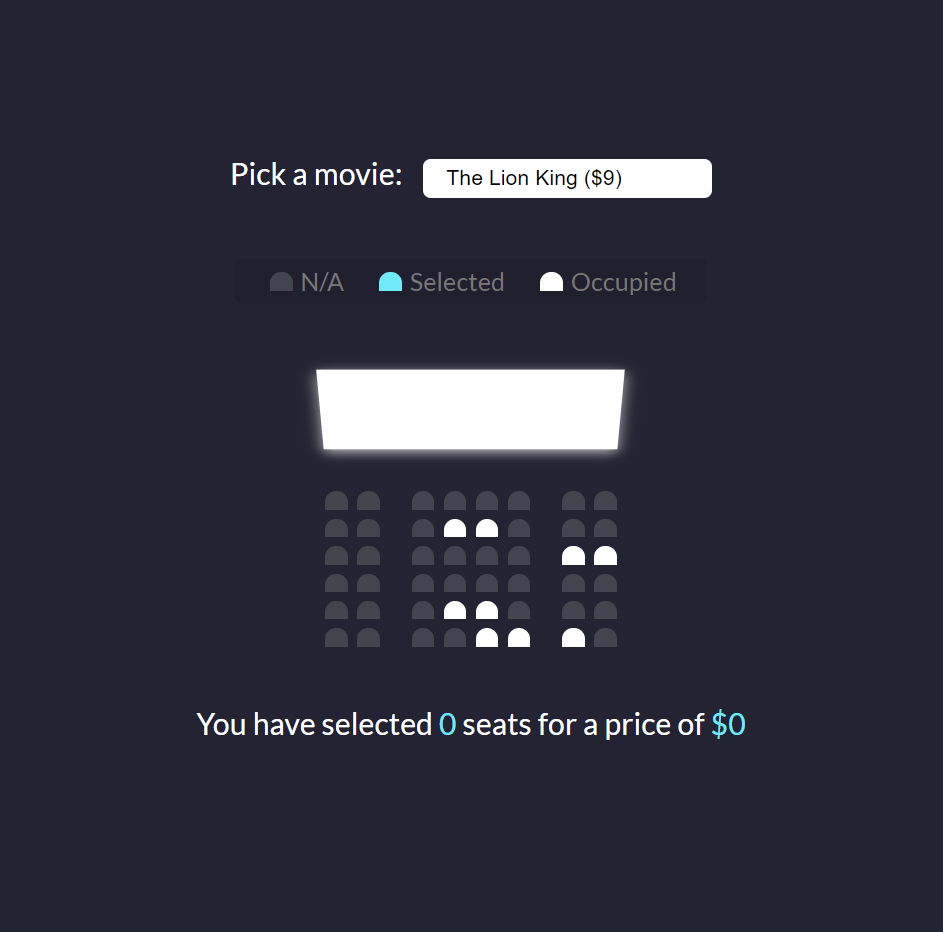 Pick a movie: The Lion King ($9)
N/A Selected Occupied
You have selected 0 seats for a price of $0